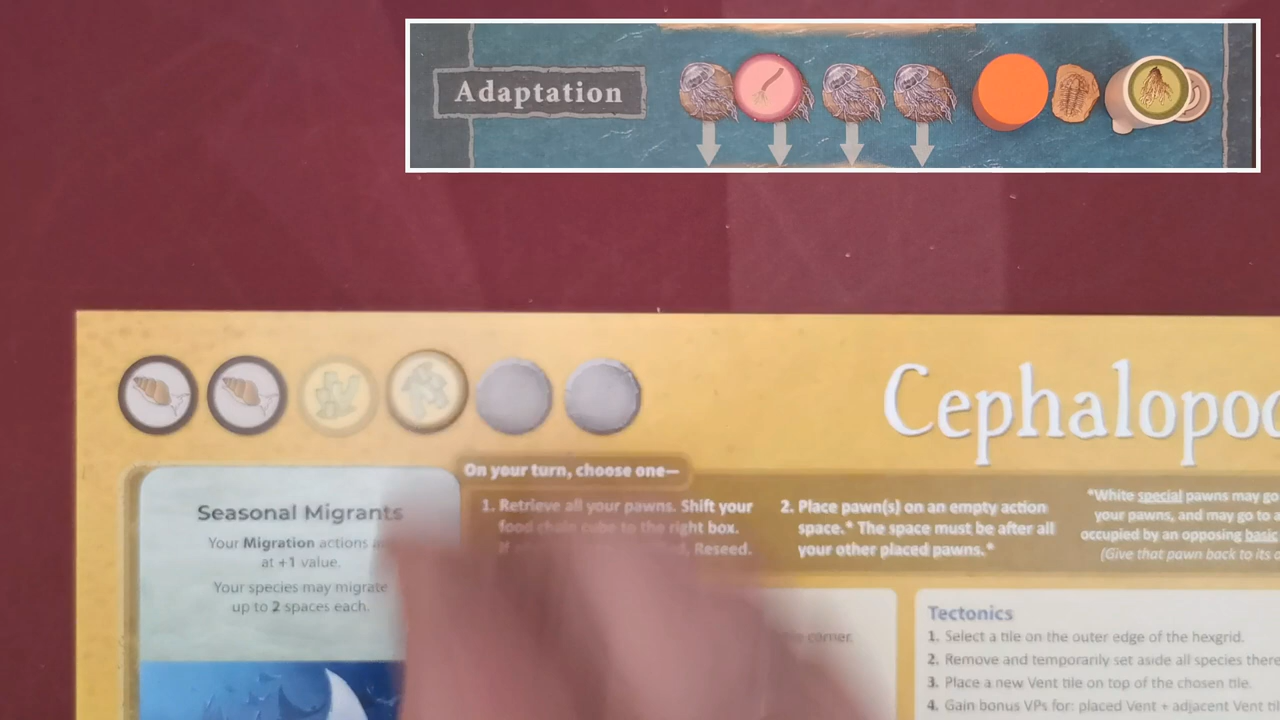 Adaptation
Cephalopo
Seasonal Migrants
Your Migration actions
at +1 value.
Your species may migrate
up to 2 spaces each.
On your turn, choose one—
1. Retrieve all your pawns. Shift your
food chain cube to the right box.
Reseed.
2. Place pawn(s) on an empty action
space.* The space must be after all
your other placed pawns.*
*White special pawns may go
your pawns, and may go to a
occupied by an opposing basic
(Give that pawn back to its o
corner.
Tectonics
1. Select a tile on the outer edge of the hexgrid.
2. Remove and temporarily set aside all species there
3. Place a new Vent tile on top of the chosen tile.
4. Gain bonus VPs for: placed Vent + adjacent Vent til